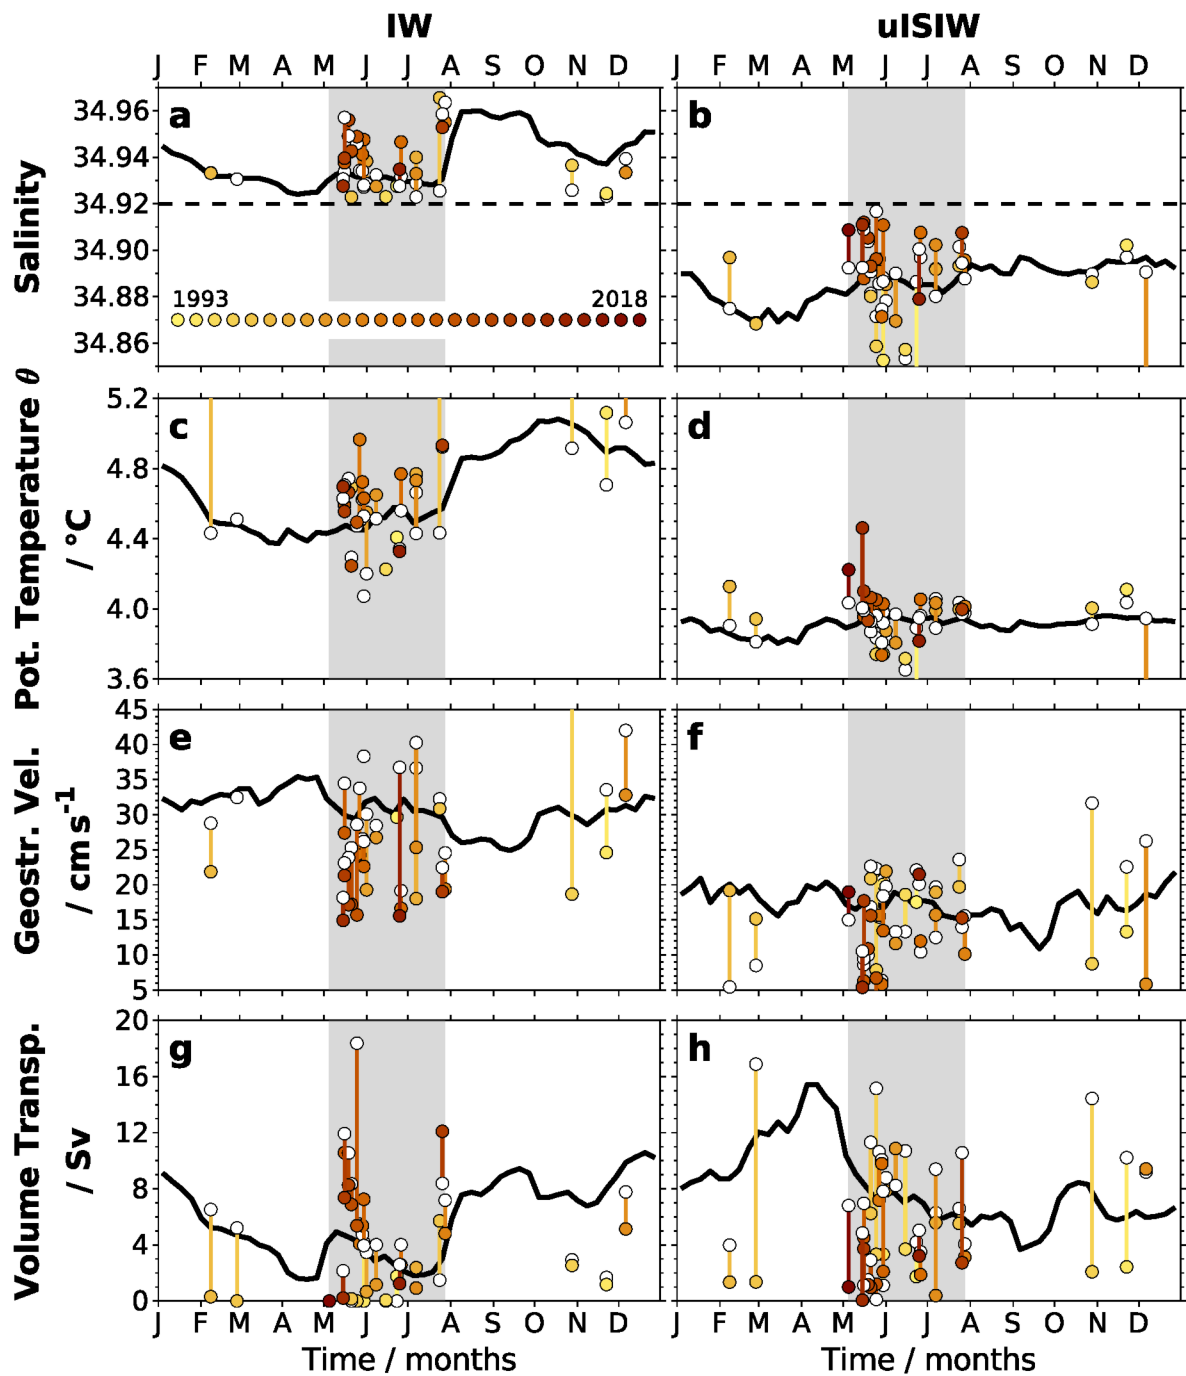 IW
ulSIW
J F M A M J J A S O N D
J F M A M J J A S O N D
Salinity
34.96
34.94
34.92
34.90
34.88
34.86
a
b
1993
2018
Pot. Temperature θ
/ °C
5.2
4.8
4.4
4.0
3.6
c
d
Geostr. Vel.
/ cm s⁻¹
45
40
35
30
25
20
15
10
5
e
f
Volume Transp.
/ Sv
20
16
12
8
4
0
g
h
J F M A M J J A S O N D
J F M A M J J A S O N D
Time / months
Time / months